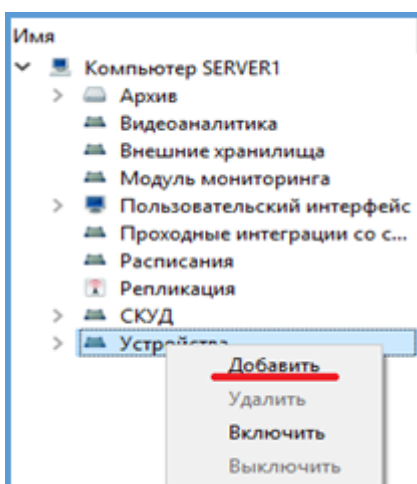 Имя
Компьютер SERVER1
Архив
Видеоаналитика
Внешние хранилища
Модуль мониторинга
Пользовательский интерфейс
Проходные интеграции со с...
Расписания
Репликация
СКУД
Устройства
Добавить
Удалить
Включить
Выключить